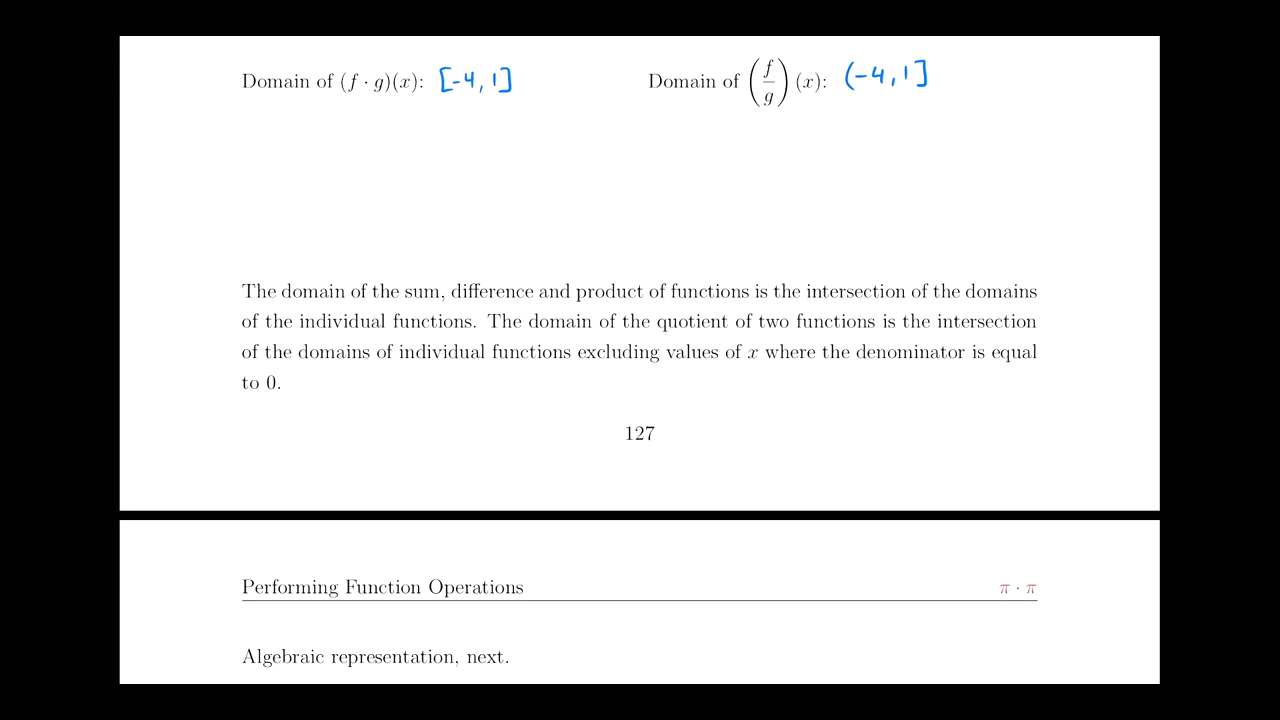 Domain of (f · g)(x): [-4, 1]
Domain of (f/g)(x): (-4, 1]
The domain of the sum, difference and product of functions is the intersection of the domains
of the individual functions. The domain of the quotient of two functions is the intersection
of the domains of individual functions excluding values of x where the denominator is equal
to 0.
127
Performing Function Operations
π · π
Algebraic representation, next.